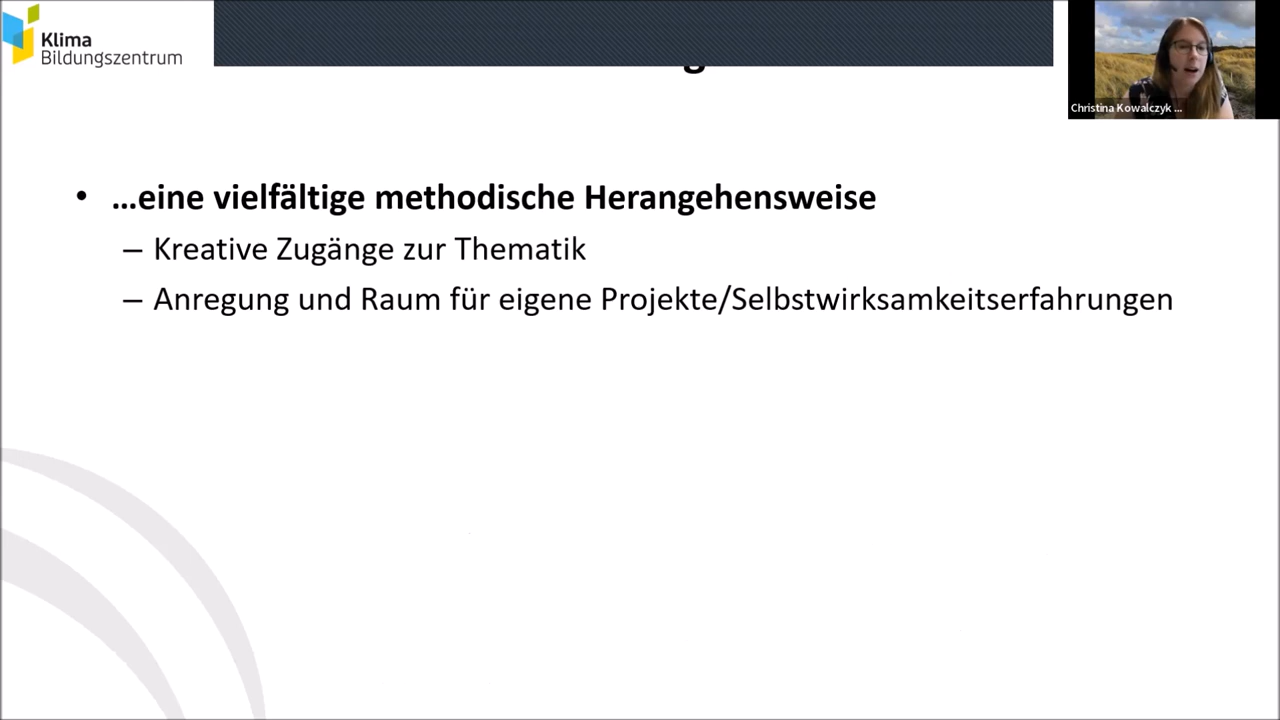 Klima
Bildungszentrum
Christina Kowalczyk ...
• …eine vielfältige methodische Herangehensweise
– Kreative Zugänge zur Thematik
– Anregung und Raum für eigene Projekte/Selbstwirksamkeitserfahrungen